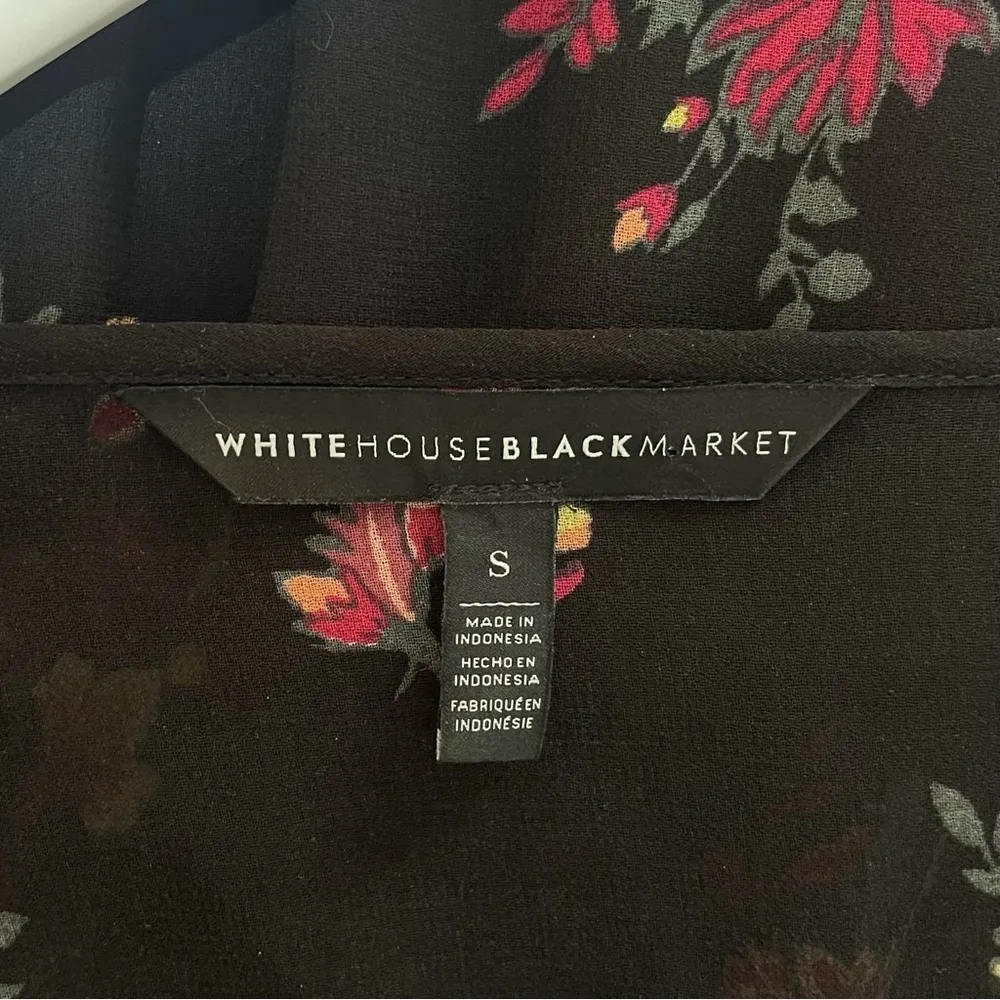 WHITEHOUSEBLACKMARKET
S
MADE IN
INDONESIA
HECHO EN
INDONESIA
FABRIQUÉ EN
INDONÉSIE